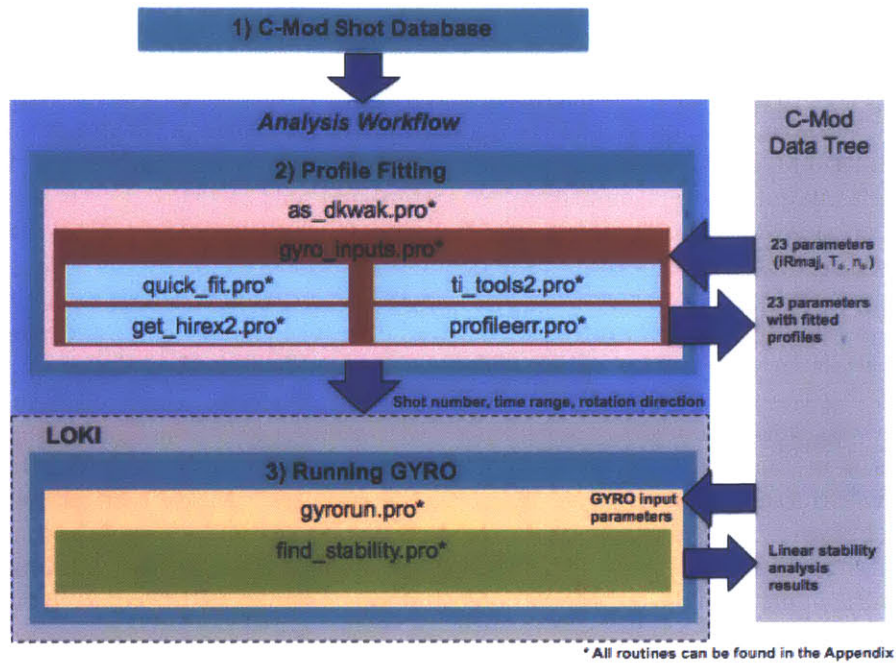 1) C-Mod Shot Database
Analysis Workflow
2) Profile Fitting
as_dkwak.pro*
gyro_inputs.pro*
quick_fit.pro*
ti_tools2.pro*
get_hirex2.pro*
profileerr.pro*
C-Mod
Data Tree
23 parameters
(iRmaj, Te, ne)
23 parameters
with fitted
profiles
Shot number, time range, rotation direction
LOKI
3) Running GYRO
gyrorun.pro*
GYRO input
parameters
find_stability.pro*
Linear stability
analysis
results
* All routines can be found in the Appendix